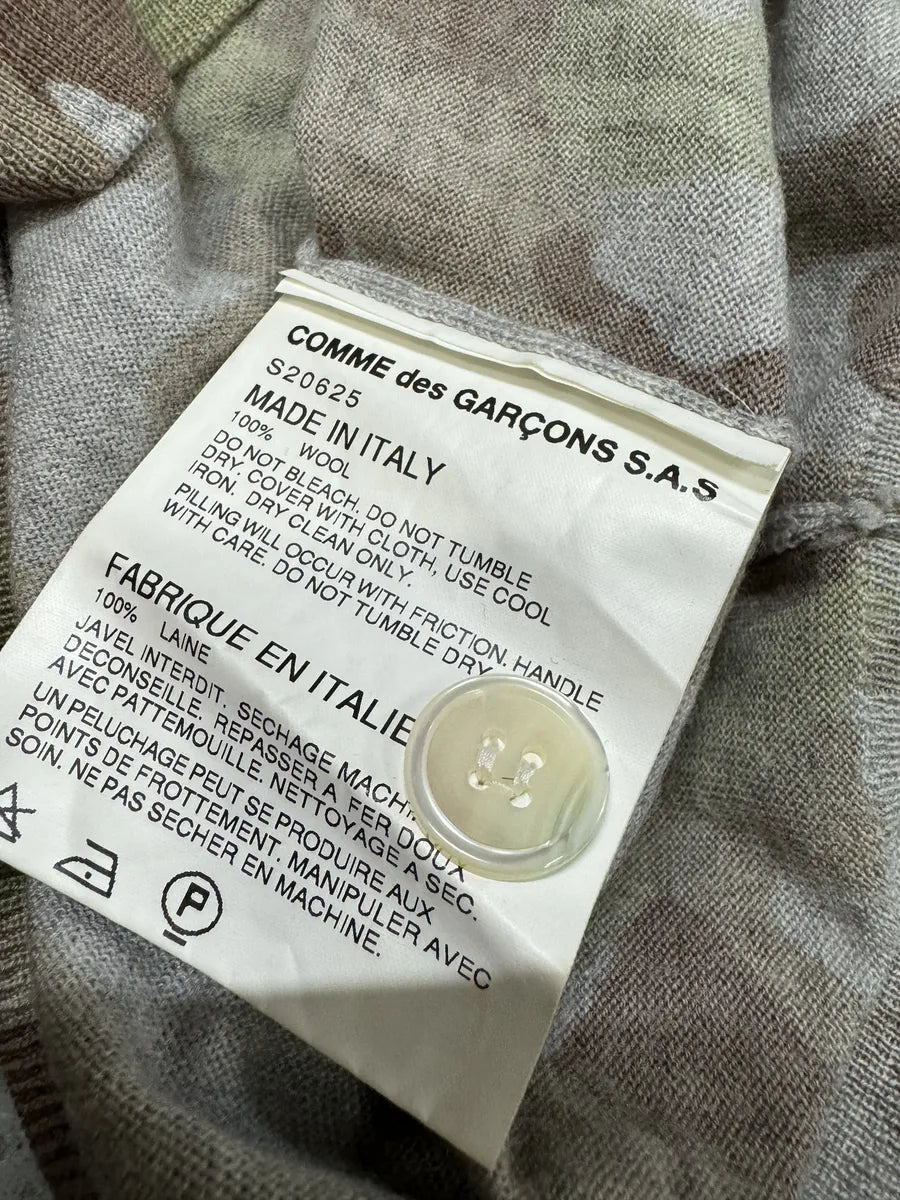 COMME des GARÇONS S.A.S
S20625
MADE IN ITALY
100% WOOL
DO NOT BLEACH. DO NOT TUMBLE
DRY. COVER WITH CLOTH, USE COOL
IRON. DRY CLEAN ONLY.
PILLING WILL OCCUR WITH FRICTION. HANDLE
WITH CARE. DO NOT TUMBLE DRY
FABRIQUE EN ITALIE
100% LAINE
JAVEL INTERDIT. SECHAGE
DECONSEILLE. REPASSER A FER DOUX
AVEC PATTEMOUILLE. NETTOYAGE A SEC.
UN PELUCHAGE PEUT SE PRODUIRE AUX
POINTS DE FROTTEMENT. MANIPULER AVEC
SOIN. NE PAS SECHER EN MACHINE.
P